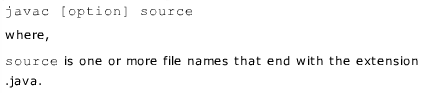 javac [option] source
where,
source is one or more file names that end with the extension
.java.